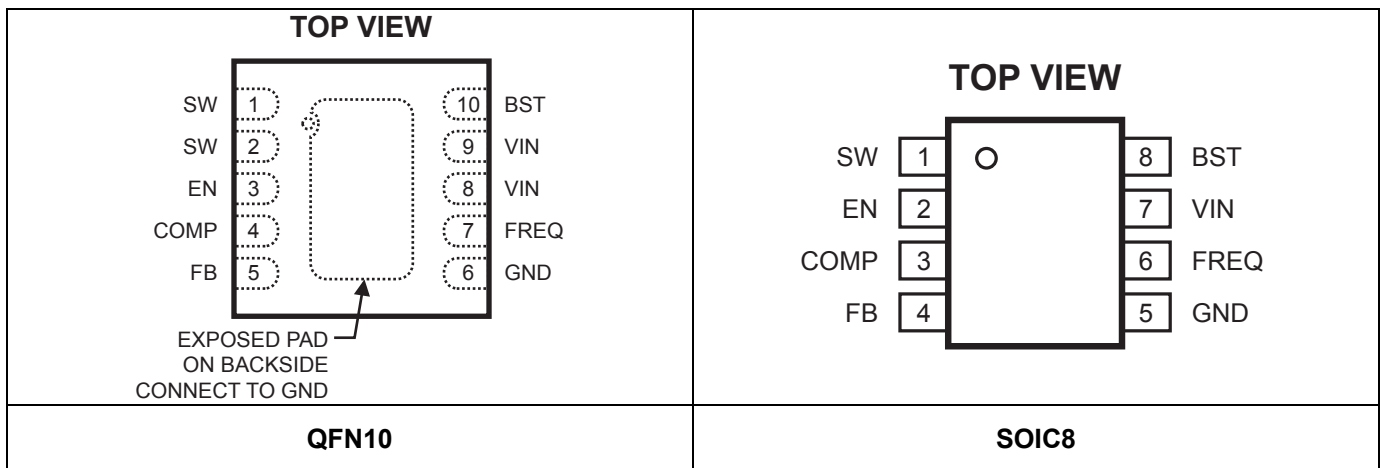 TOP VIEW
SW 1 10 BST
SW 2 9 VIN
EN 3 8 VIN
COMP 4 7 FREQ
FB 5 6 GND
EXPOSED PAD
ON BACKSIDE
CONNECT TO GND
QFN10
TOP VIEW
SW 1 8 BST
EN 2 7 VIN
COMP 3 6 FREQ
FB 4 5 GND
SOIC8